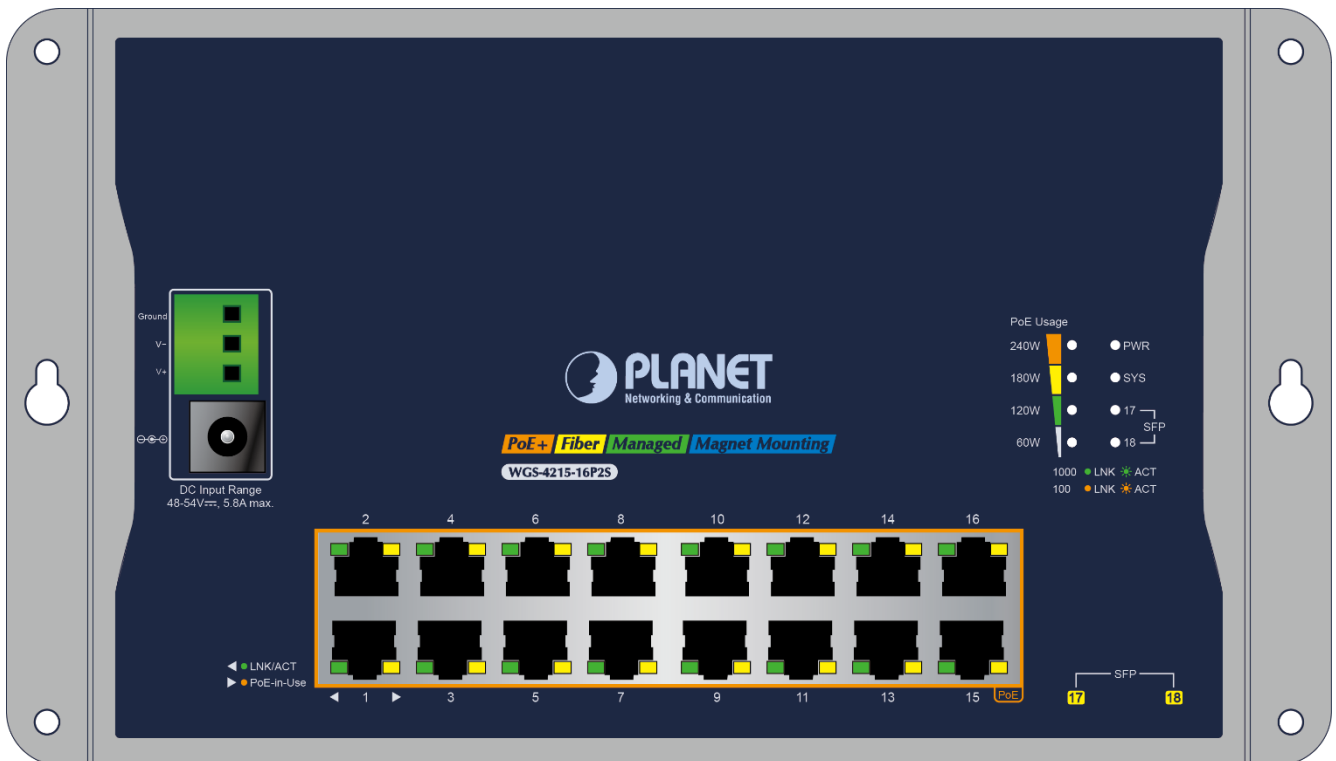 Ground
V−
V+
DC Input Range
48-54V⎓, 5.8A max.
PLANET
Networking & Communication
PoE+ Fiber Managed Magnet Mounting
WGS-4215-16P2S
PoE Usage
240W PWR
180W SYS
120W 17
SFP
60W 18
1000 LNK ACT
100 LNK ACT
2 4 6 8 10 12 14 16
LNK/ACT
PoE-in-Use
1 3 5 7 9 11 13 15 PoE
SFP
17 18